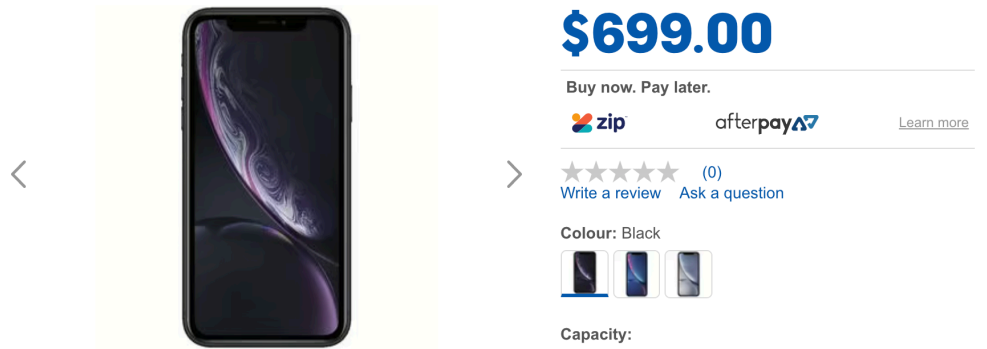 $699.00
Buy now. Pay later.
zip afterpay Learn more
(0)
Write a review Ask a question
Colour: Black
Capacity: